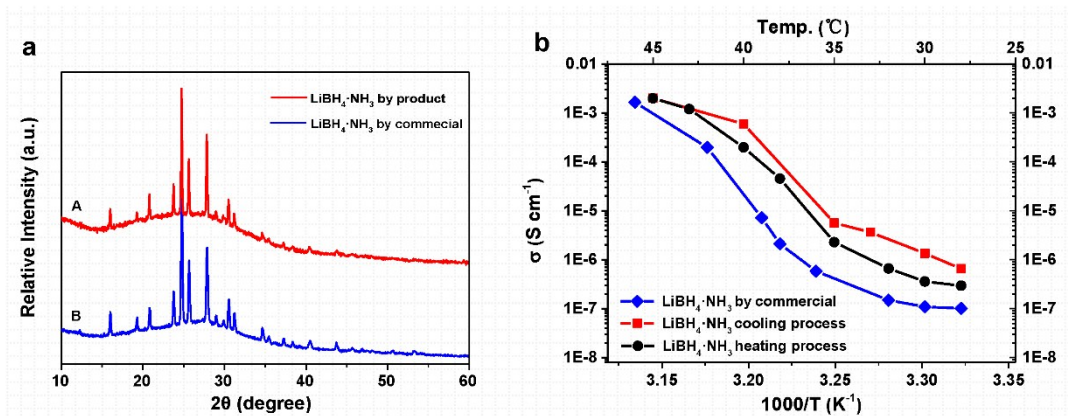 a
Relative Intensity (a.u.)
LiBH4·NH3 by product
LiBH4·NH3 by commecial
A
B
10 20 30 40 50 60
2θ (degree)
b
Temp. (℃)
45 40 35 30 25
σ (S cm⁻¹)
0.01 0.01
1E-3 1E-3
1E-4 1E-4
1E-5 1E-5
1E-6 1E-6
1E-7 1E-7
1E-8 1E-8
LiBH4·NH3 by commercial
LiBH4·NH3 cooling process
LiBH4·NH3 heating process
3.15 3.20 3.25 3.30 3.35
1000/T (K⁻¹)